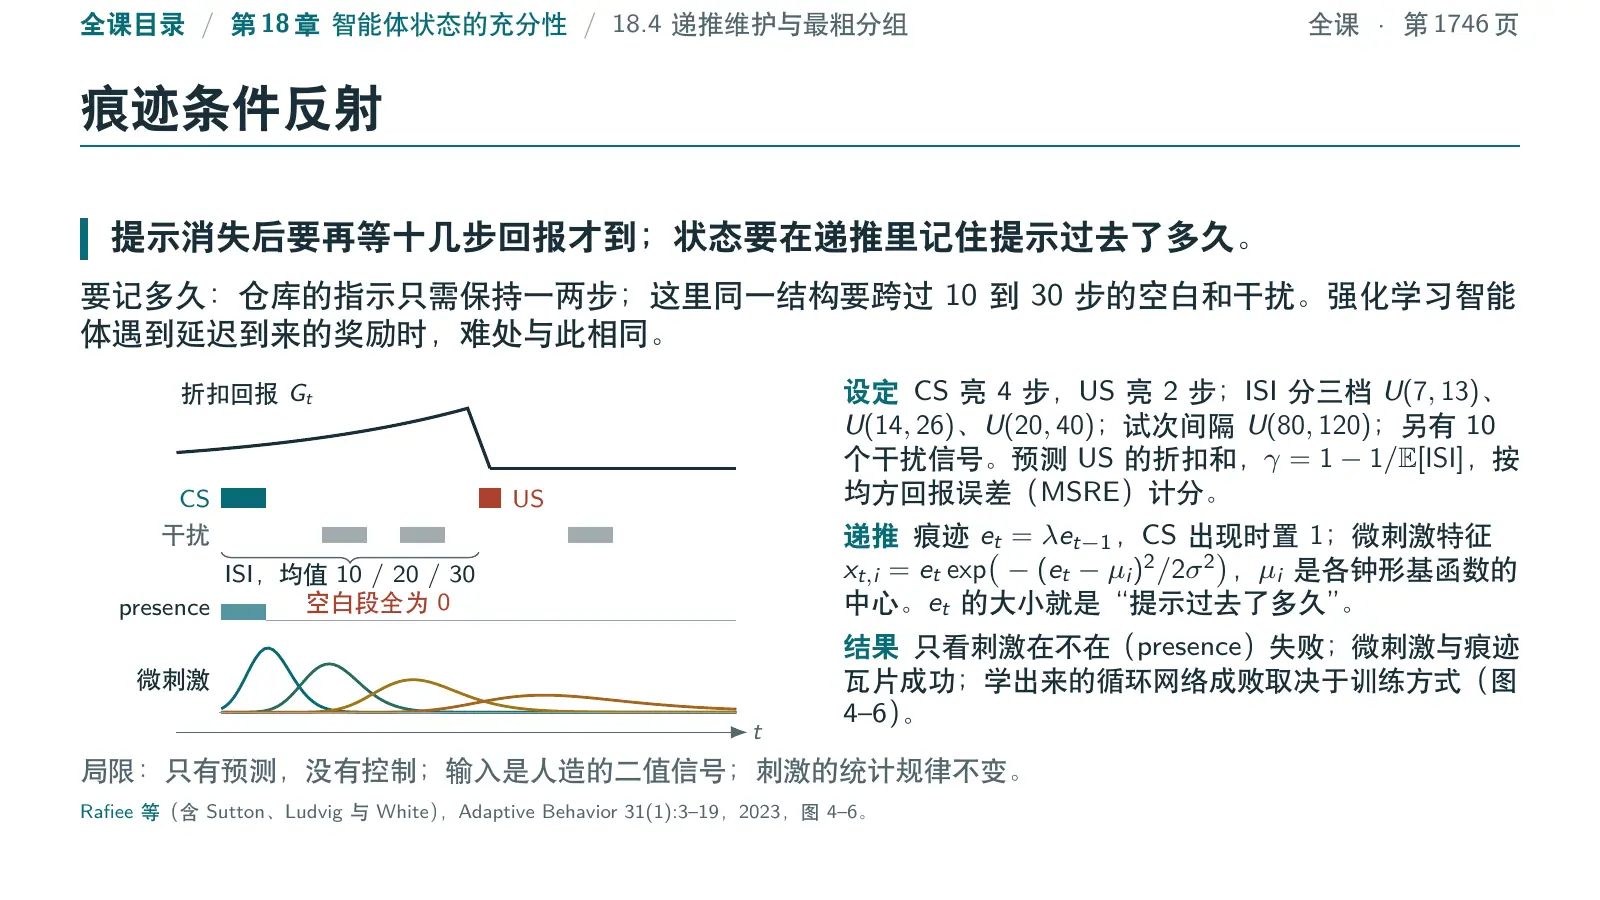 全课目录 / 第18章 智能体状态的充分性 / 18.4 递推维护与最粗分组
全课 · 第1746页
痕迹条件反射
提示消失后要再等十几步回报才到；状态要在递推里记住提示过去了多久。
要记多久：仓库的指示只需保持一两步；这里同一结构要跨过 10 到 30 步的空白和干扰。强化学习智能
体遇到延迟到来的奖励时，难处与此相同。
折扣回报 Gₜ
CS
US
干扰
ISI，均值 10 / 20 / 30
presence
空白段全为 0
微刺激
t
设定 CS 亮 4 步，US 亮 2 步；ISI 分三档 U(7, 13)、
U(14, 26)、U(20, 40)；试次间隔 U(80, 120)；另有 10
个干扰信号。预测 US 的折扣和，γ = 1 − 1/𝔼[ISI]，按
均方回报误差（MSRE）计分。
递推 痕迹 eₜ = λeₜ₋₁，CS 出现时置 1；微刺激特征
xₜ,ᵢ = eₜ exp(− (eₜ − μᵢ)²/2σ²)，μᵢ 是各钟形基函数的
中心。eₜ 的大小就是“提示过去了多久”。
结果 只看刺激在不在（presence）失败；微刺激与痕迹
瓦片成功；学出来的循环网络成败取决于训练方式（图
4–6）。
局限：只有预测，没有控制；输入是人造的二值信号；刺激的统计规律不变。
Rafiee 等（含 Sutton、Ludvig 与 White），Adaptive Behavior 31(1):3–19，2023，图 4–6。